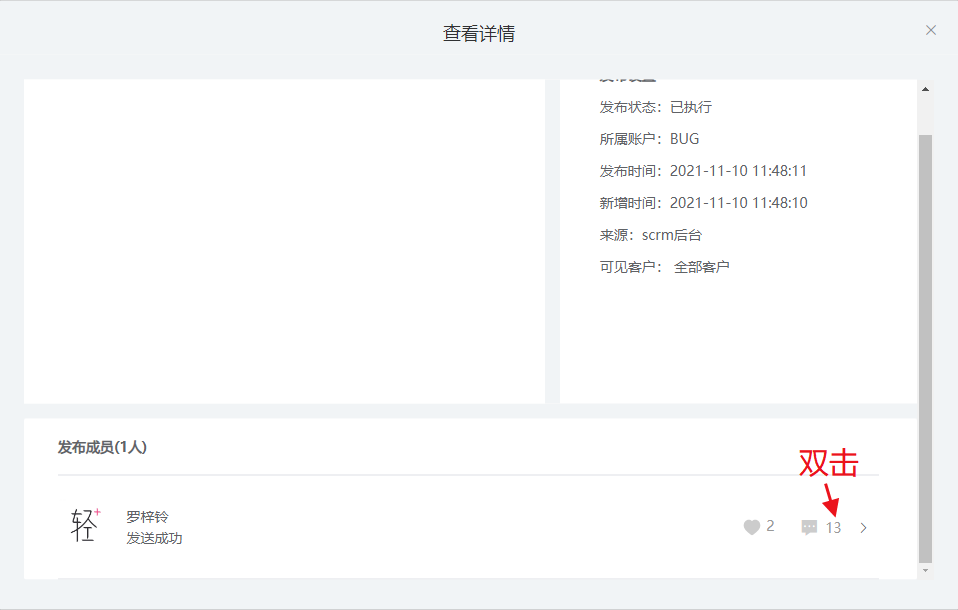 查看详情
发布状态：已执行
所属账户：BUG
发布时间：2021-11-10 11:48:11
新增时间：2021-11-10 11:48:10
来源：scrm后台
可见客户： 全部客户
发布成员(1人)
双击
轻+
罗梓铃
发送成功
2
13